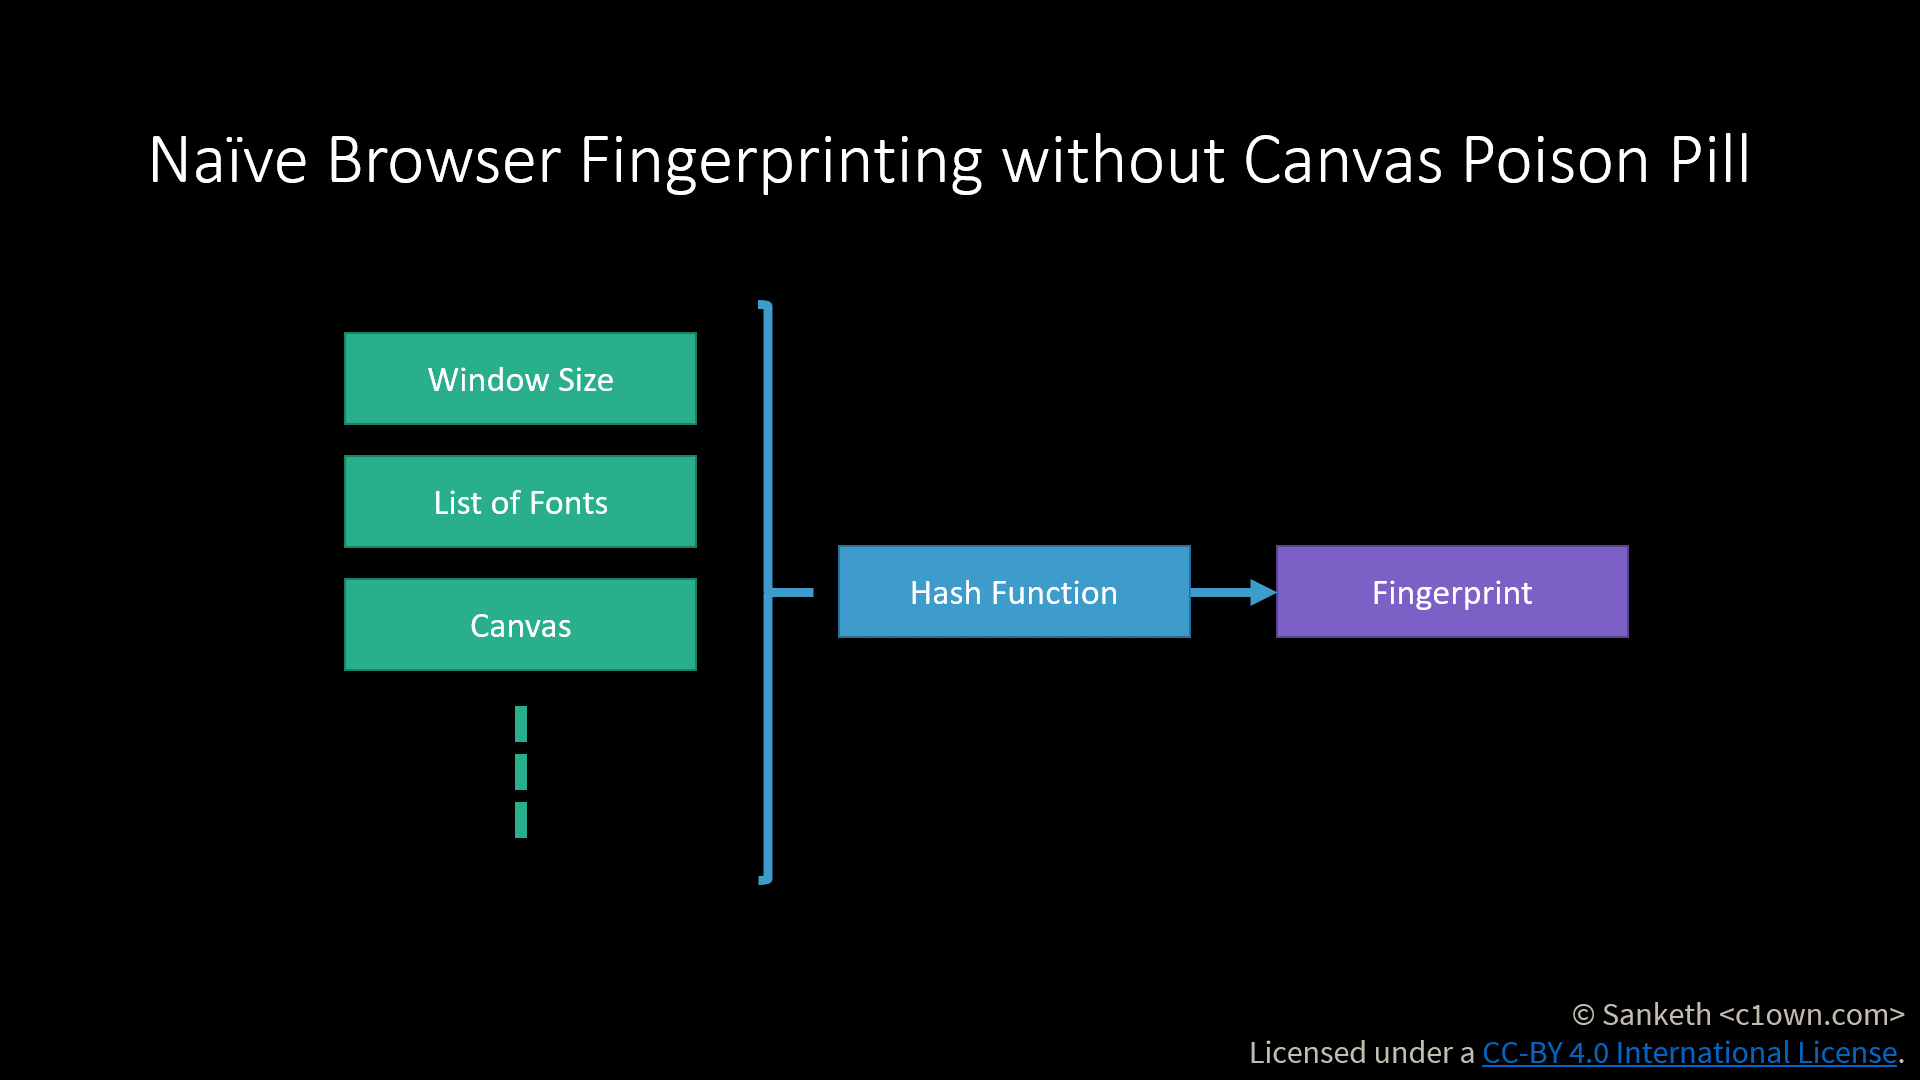 Naïve Browser Fingerprinting without Canvas Poison Pill
Window Size
List of Fonts
Canvas
Hash Function
Fingerprint
© Sanketh <c1own.com>
Licensed under a CC-BY 4.0 International License.